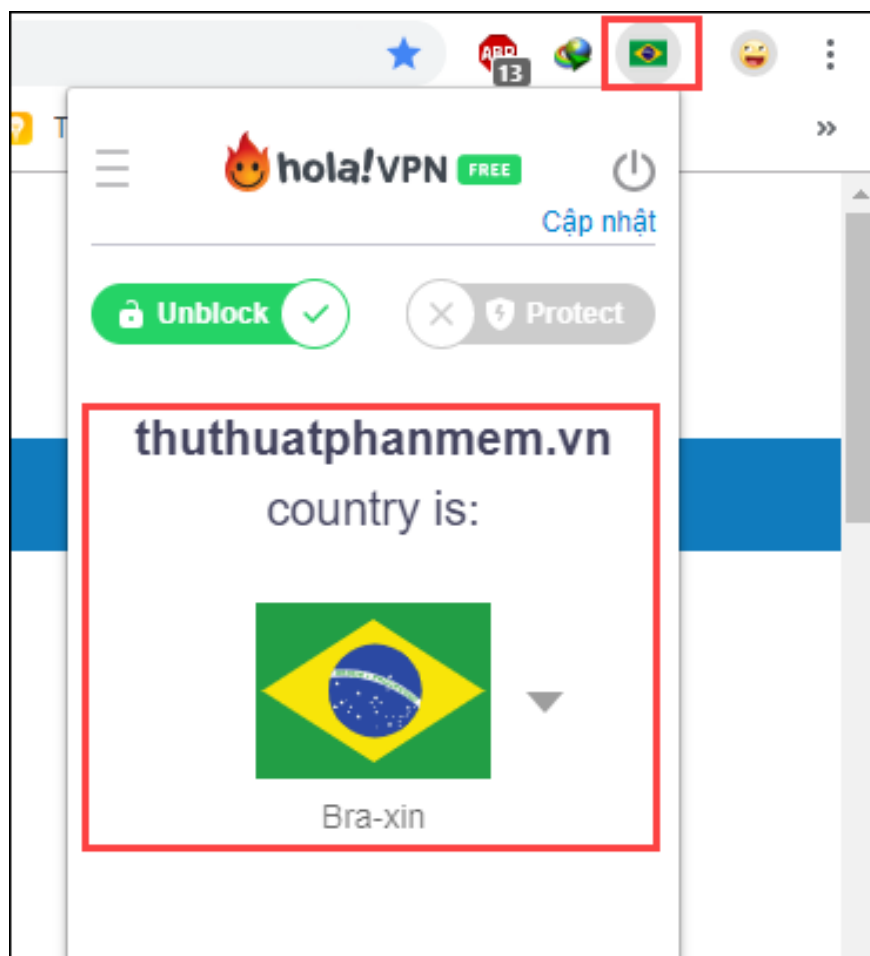 ABP
13
T
hola!VPN FREE
Cập nhật
Unblock
Protect
thuthuatphanmem.vn
country is:
Bra-xin